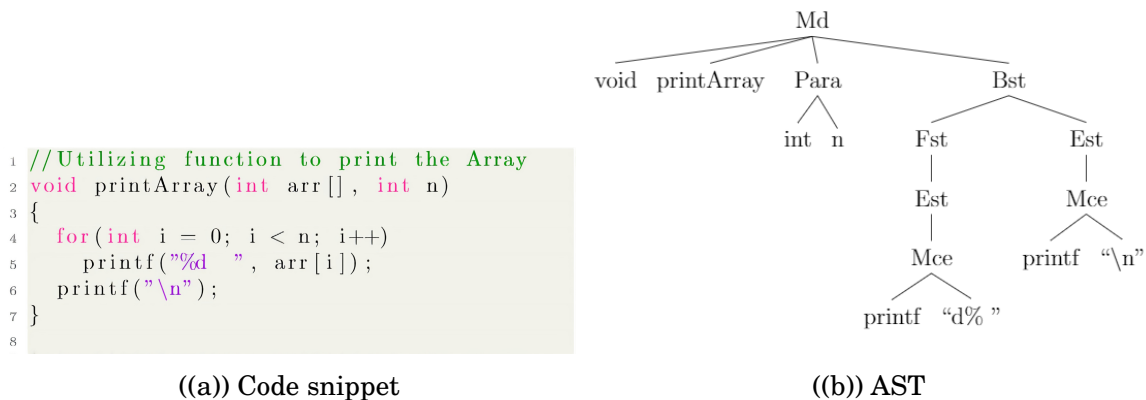 1 //Utilizing function to print the Array
2 void printArray(int arr[], int n)
3 {
4 for(int i = 0; i < n; i++)
5 printf("%d ", arr[i]);
6 printf("\n");
7 }
8
((a)) Code snippet
Md
void printArray Para Bst
int n Fst Est
Est Mce
Mce printf “\n”
printf “d% ”
((b)) AST